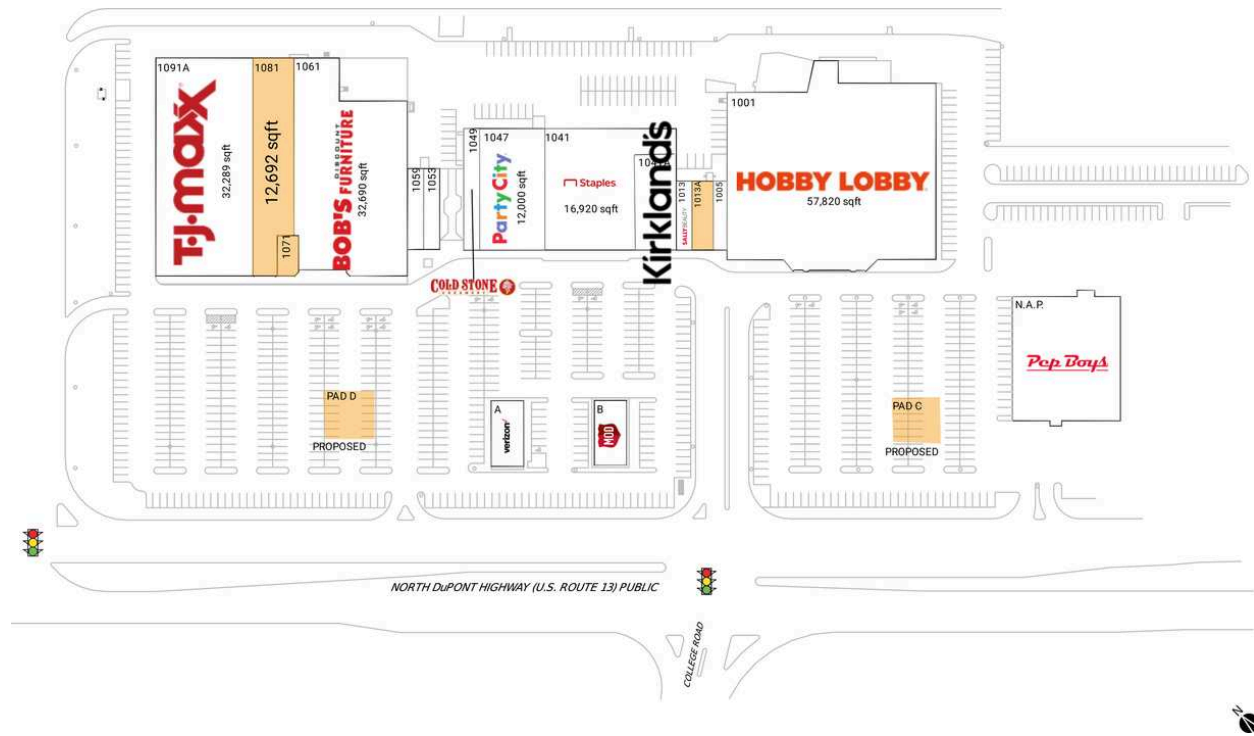 1091A
T·J·maxx
32,289 sqft
1081
12,692 sqft
1071
1061
BOB'S DISCOUNT FURNITURE
32,690 sqft
1059
1053
1049
COLD STONE
CREAMERY
1047
Party City
12,000 sqft
1041
Staples
16,920 sqft
Kirkland's
1013
SALLY BEAUTY
1013A
1005
1001
HOBBY LOBBY
57,820 sqft
N.A.P.
Pep Boys
PAD D
PROPOSED
A
verizon
B
MOD
PAD C
PROPOSED
NORTH DuPONT HIGHWAY (U.S. ROUTE 13) PUBLIC
COLLEGE ROAD
N